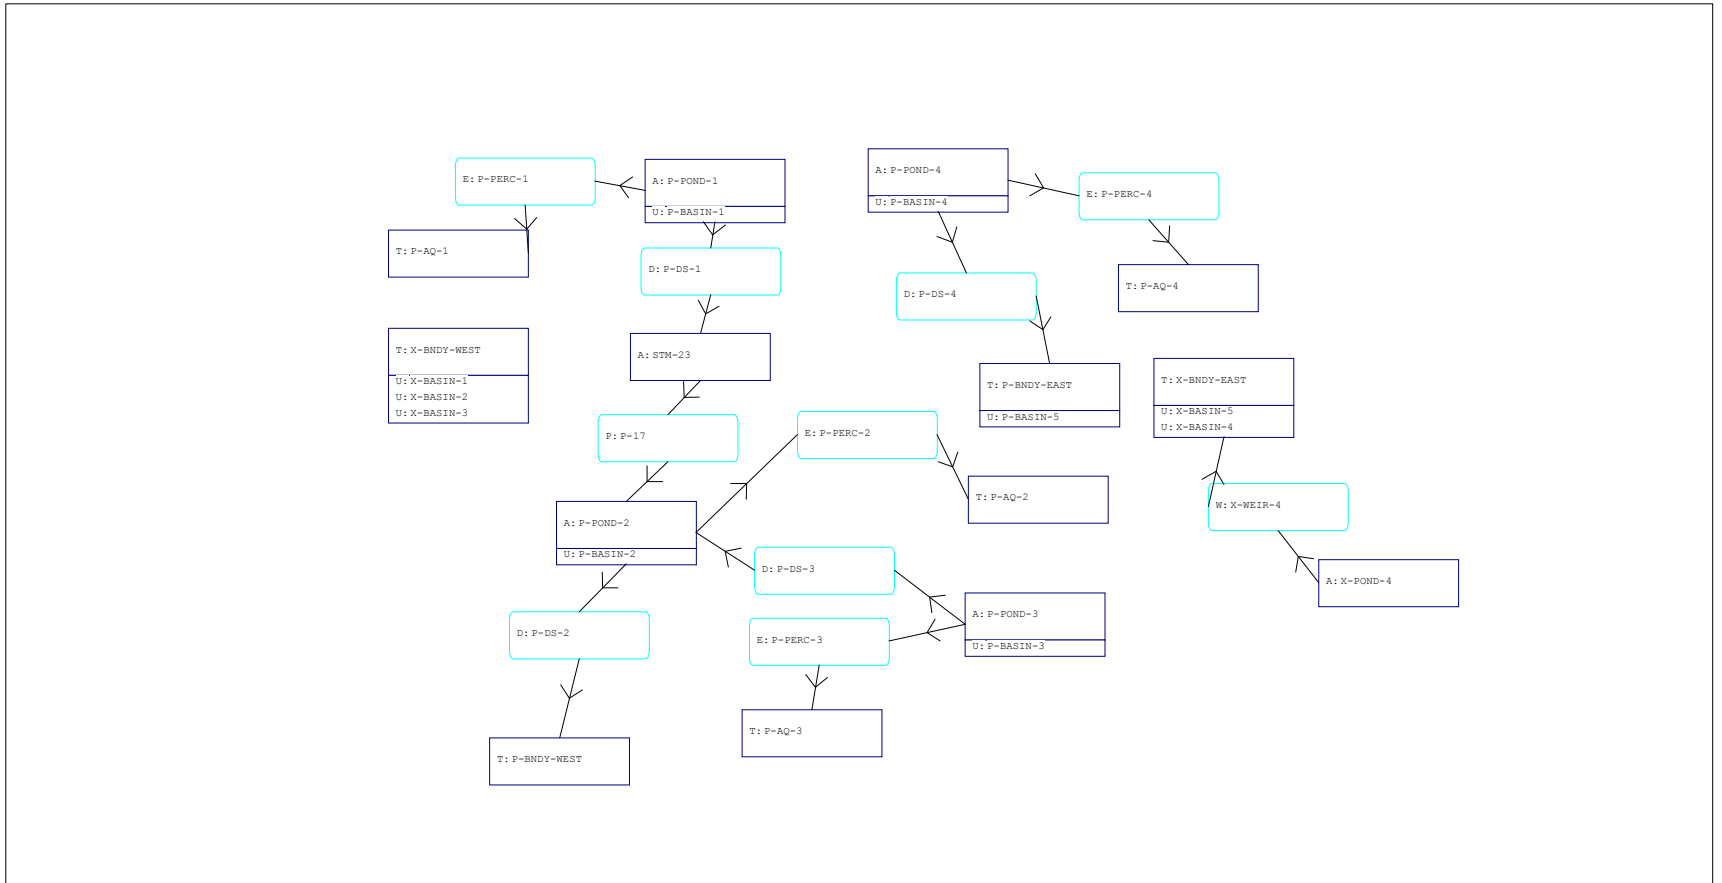 E: P-PERC-1
A: P-POND-1
U: P-BASIN-1
T: P-AQ-1
D: P-DS-1
A: P-POND-4
U: P-BASIN-4
E: P-PERC-4
T: P-AQ-4
D: P-DS-4
T: X-BNDY-WEST
U: X-BASIN-1
U: X-BASIN-2
U: X-BASIN-3
A: STM-23
T: P-BNDY-EAST
U: P-BASIN-5
T: X-BNDY-EAST
U: X-BASIN-5
U: X-BASIN-4
P: P-17
E: P-PERC-2
T: P-AQ-2
W: X-WEIR-4
A: P-POND-2
U: P-BASIN-2
D: P-DS-3
A: X-POND-4
A: P-POND-3
U: P-BASIN-3
D: P-DS-2
E: P-PERC-3
T: P-AQ-3
T: P-BNDY-WEST